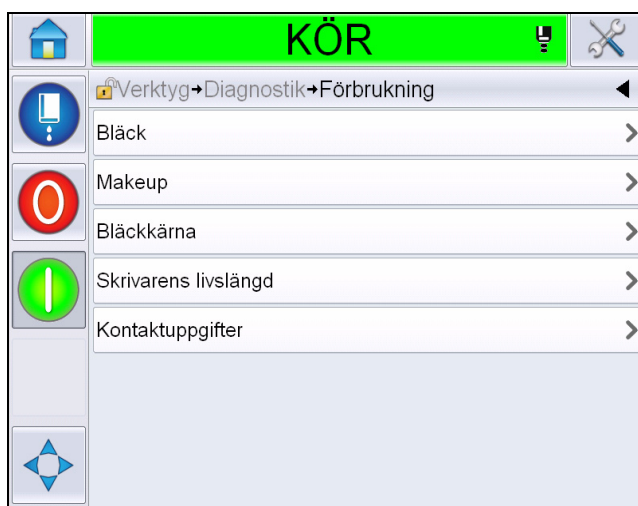 KÖR
Verktyg→Diagnostik→Förbrukning
Bläck
Makeup
Bläckkärna
Skrivarens livslängd
Kontaktuppgifter